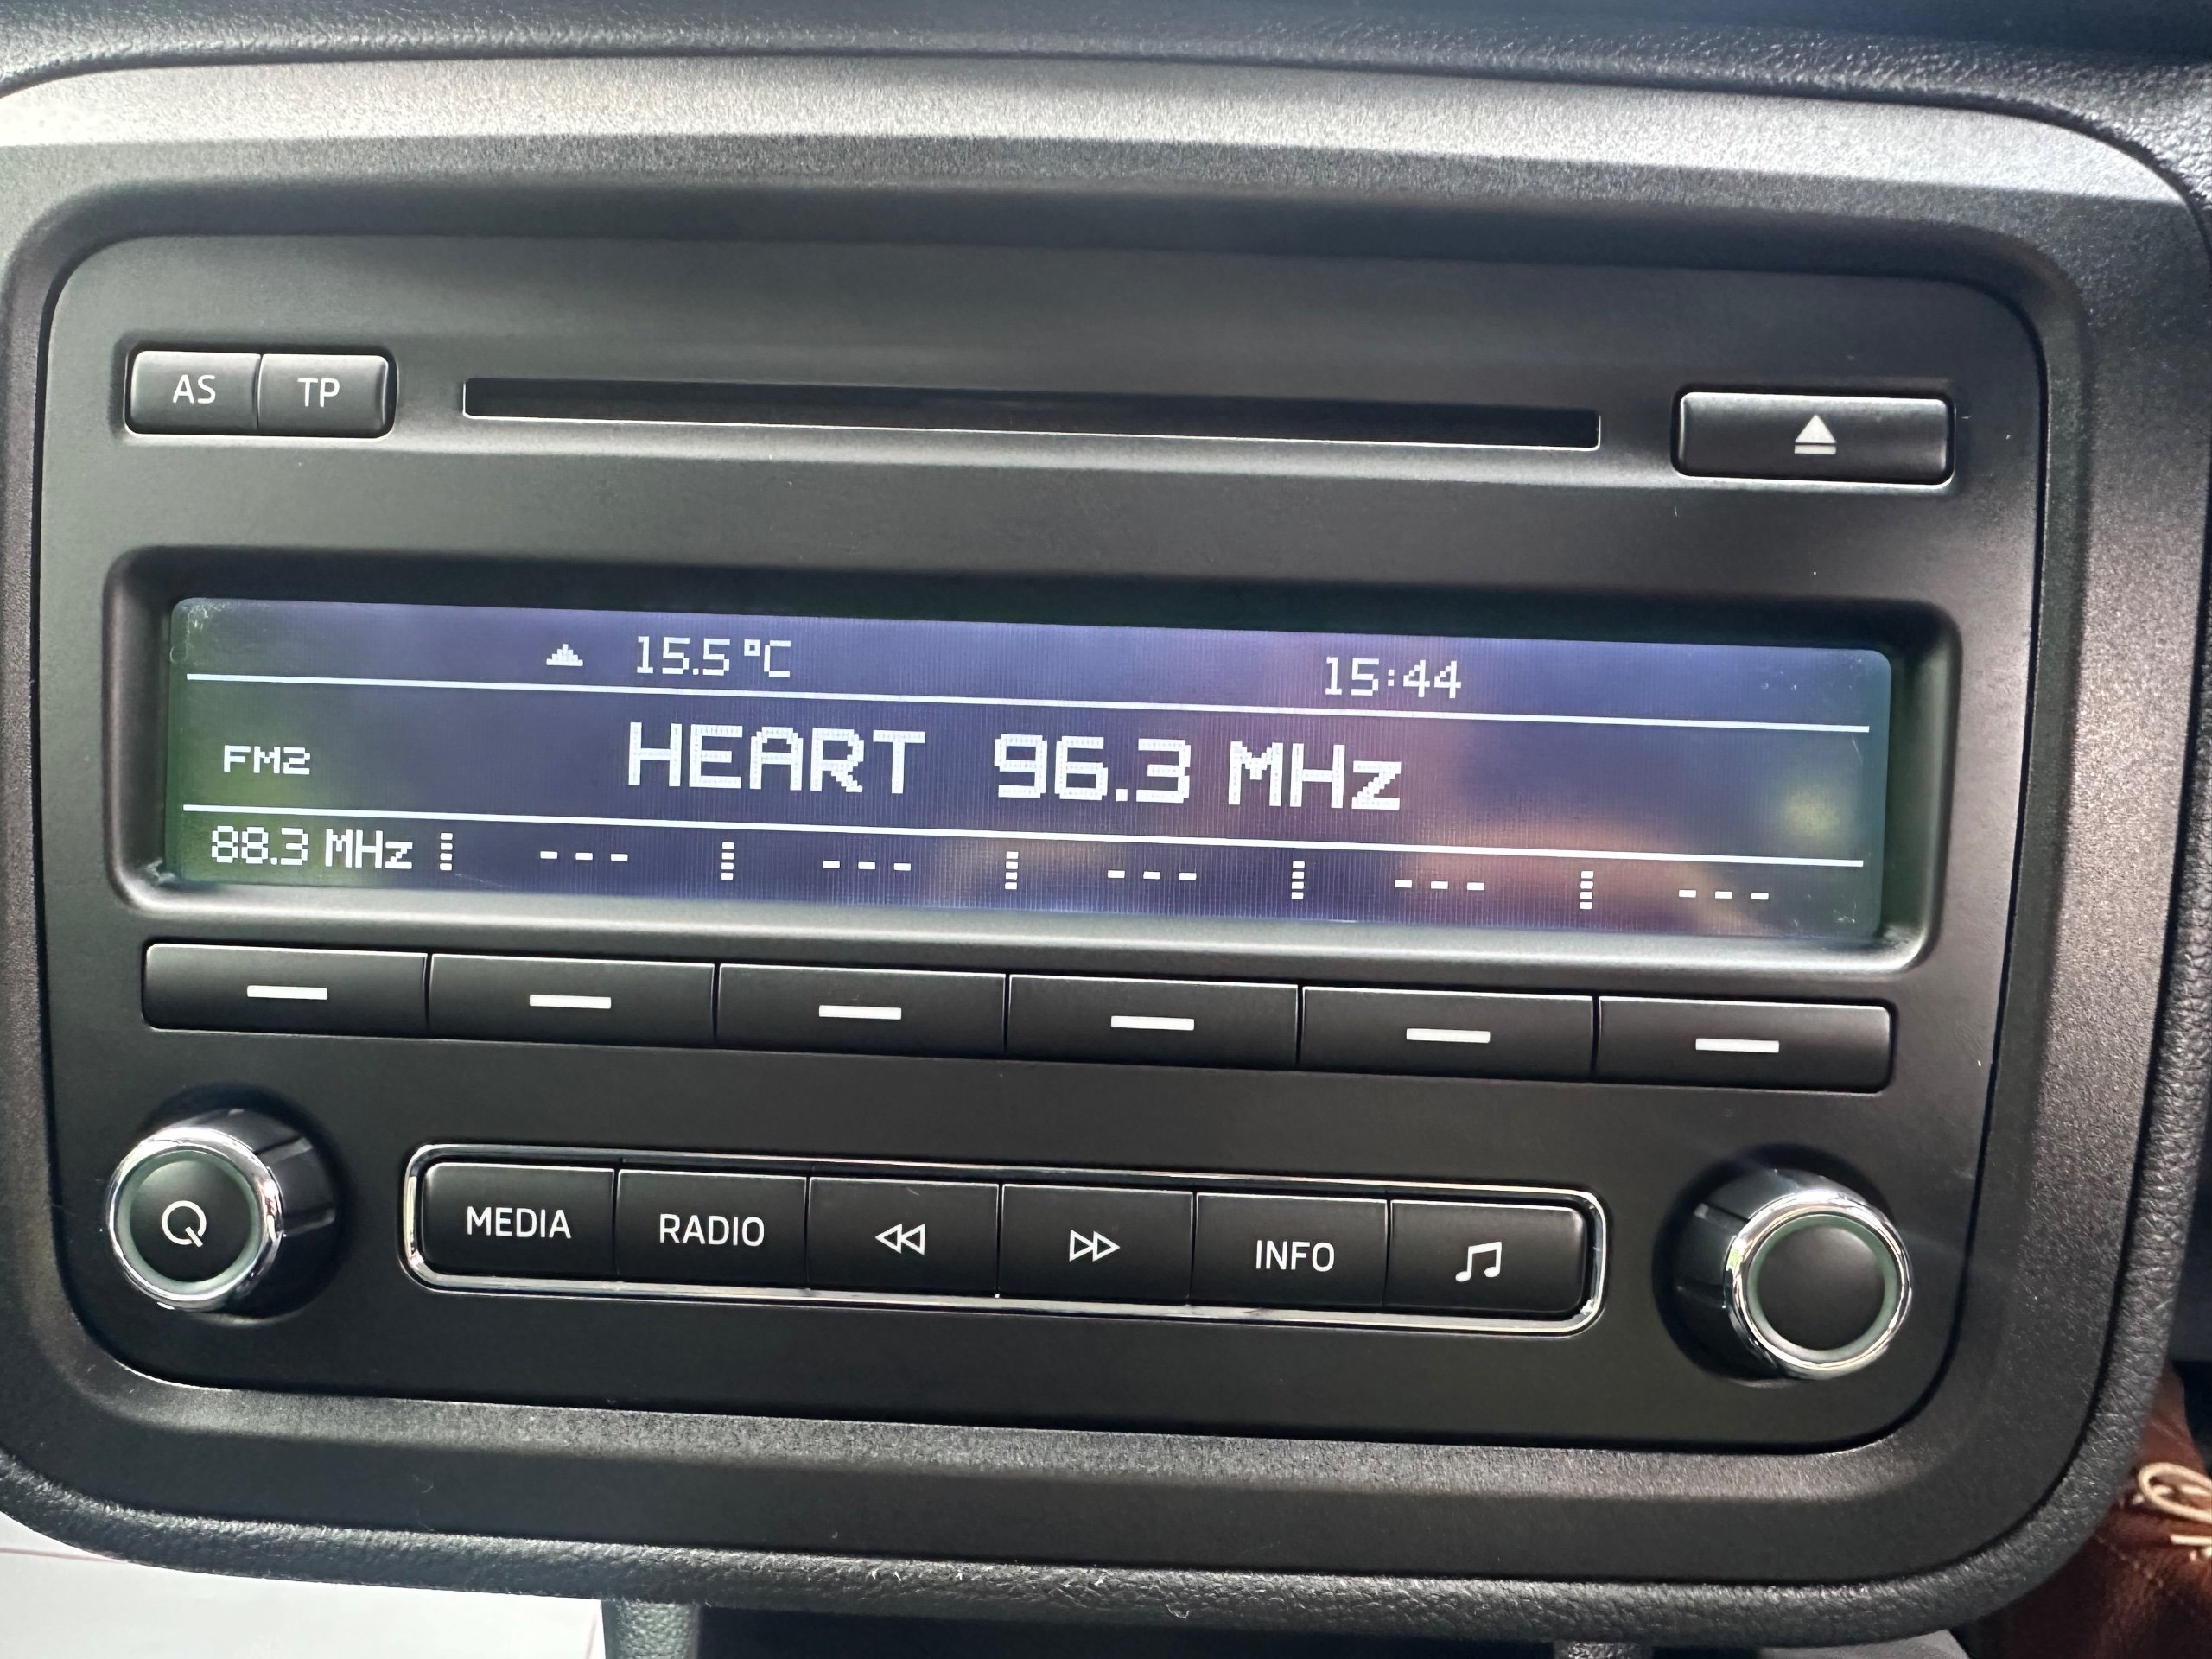 AS TP
15.5°C 15:44
FM2 HEART 96.3 MHz
88.3 MHz --- --- --- --- ---
MEDIA RADIO INFO